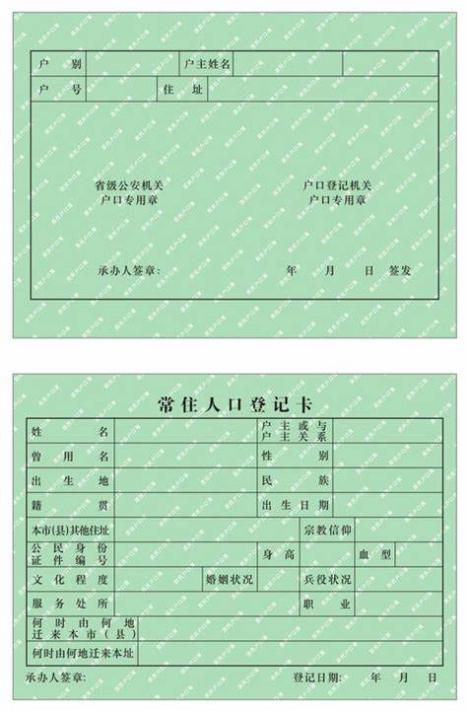 户 别 户主姓名
户 号 住 址
省级公安机关
户口专用章
户口登记机关
户口专用章
承办人签章: 年 月 日 签发
常住人口登记卡
姓 名 户主或与户主关系
曾用名 性 别
出生地 民 族
籍 贯 出生日期
本市(县)其他住址 宗教信仰
公民身份证件编号 身高 血型
文化程度 婚姻状况 兵役状况
服务处所 职 业
何时由何地迁来本市(县)
何时由何地迁来本址
承办人签章: 登记日期: 年 月 日